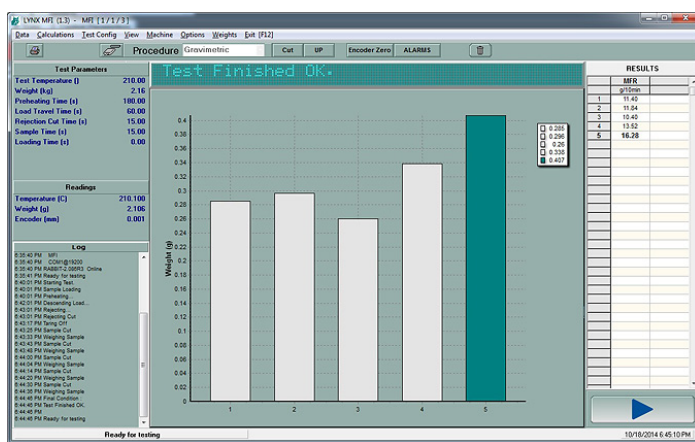 LYNX MFI (1.3) - MFI [1/1/3]
Data Calculations Test Config View Machine Options Weights Exit [F12]
Procedure Gravimetric Cut UP Encoder Zero ALARMS
Test Parameters
Test Temperature () 210.00
Weight (kg) 2.16
Preheating Time (s) 180.00
Load Travel Time (s) 60.00
Rejection Cut Time (s) 15.00
Sample Time (s) 15.00
Loading Time (s) 0.00
Readings
Temperature (C) 210.100
Weight (g) 2.106
Encoder (mm) 0.001
Log
6:35:40 PM MFI
6:35:40 PM COM1@19200
6:35:40 PM RABBIT-2.095R3 Online
6:35:41 PM Ready for testing
6:40:01 PM Starting Test.
6:40:01 PM Sample Loading
6:40:01 PM Preheating...
6:42:01 PM Descending Load...
6:43:01 PM Rejecting...
6:43:01 PM Rejecting Cut
6:43:17 PM Taring Off
6:43:28 PM Sample Cut
6:43:33 PM Weighing Sample
6:43:43 PM Sample Cut
6:43:48 PM Weighing Sample
6:44:00 PM Sample Cut
6:44:04 PM Weighing Sample
6:44:14 PM Sample Cut
6:44:20 PM Weighing Sample
6:44:30 PM Sample Cut
6:44:36 PM Weighing Sample
6:44:46 PM Final Condition :
6:44:46 PM Test Finished OK.
6:44:46 PM
6:44:46 PM Ready for testing
Test Finished OK.
Weight (g)
0.4
0.38
0.36
0.34
0.32
0.3
0.28
0.26
0.24
0.22
0.2
0.18
0.16
0.14
0.12
0.1
0.08
0.06
0.04
0.02
0
1 2 3 4 5
0.285
0.296
0.26
0.338
0.407
RESULTS
MFR
g/10min
1 11.40
2 11.84
3 10.40
4 13.52
5 16.28
Ready for testing
10/18/2014 6:45:10 PM